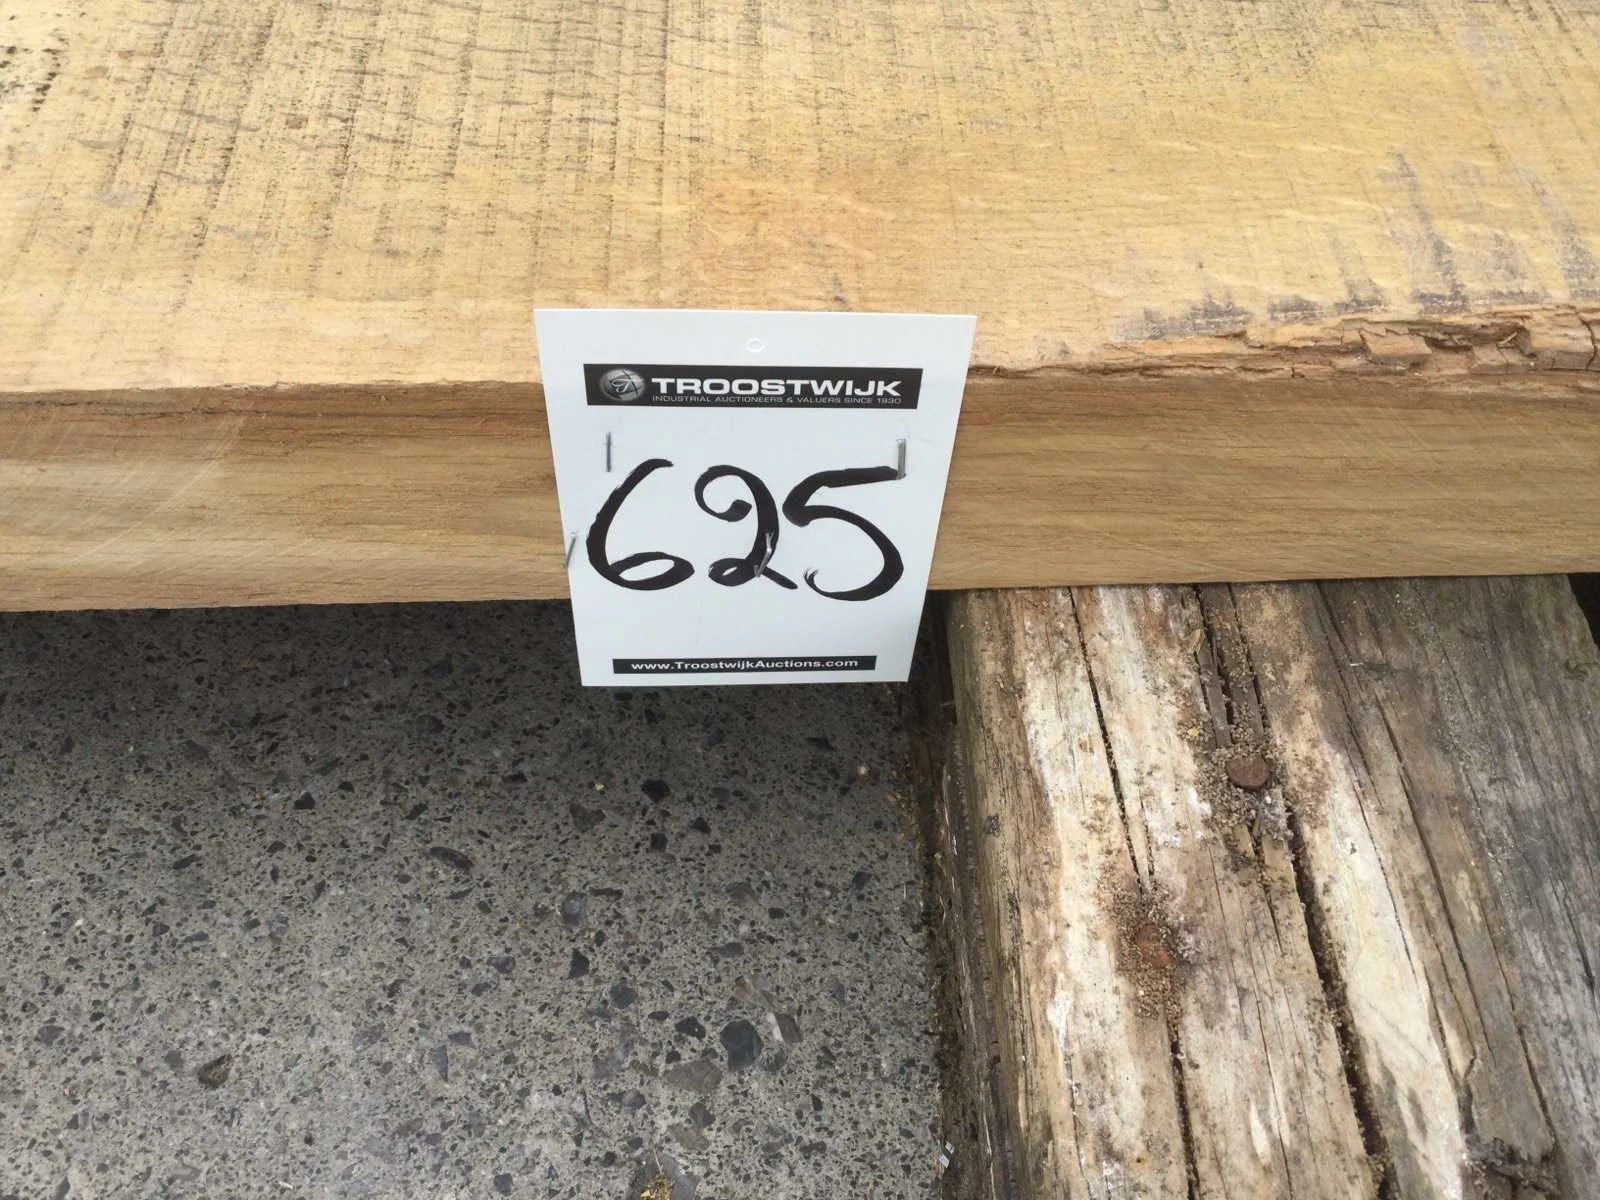 TROOSTWIJK
INDUSTRIAL AUCTIONEERS & VALUERS SINCE 1930
625
www.TroostwijkAuctions.com